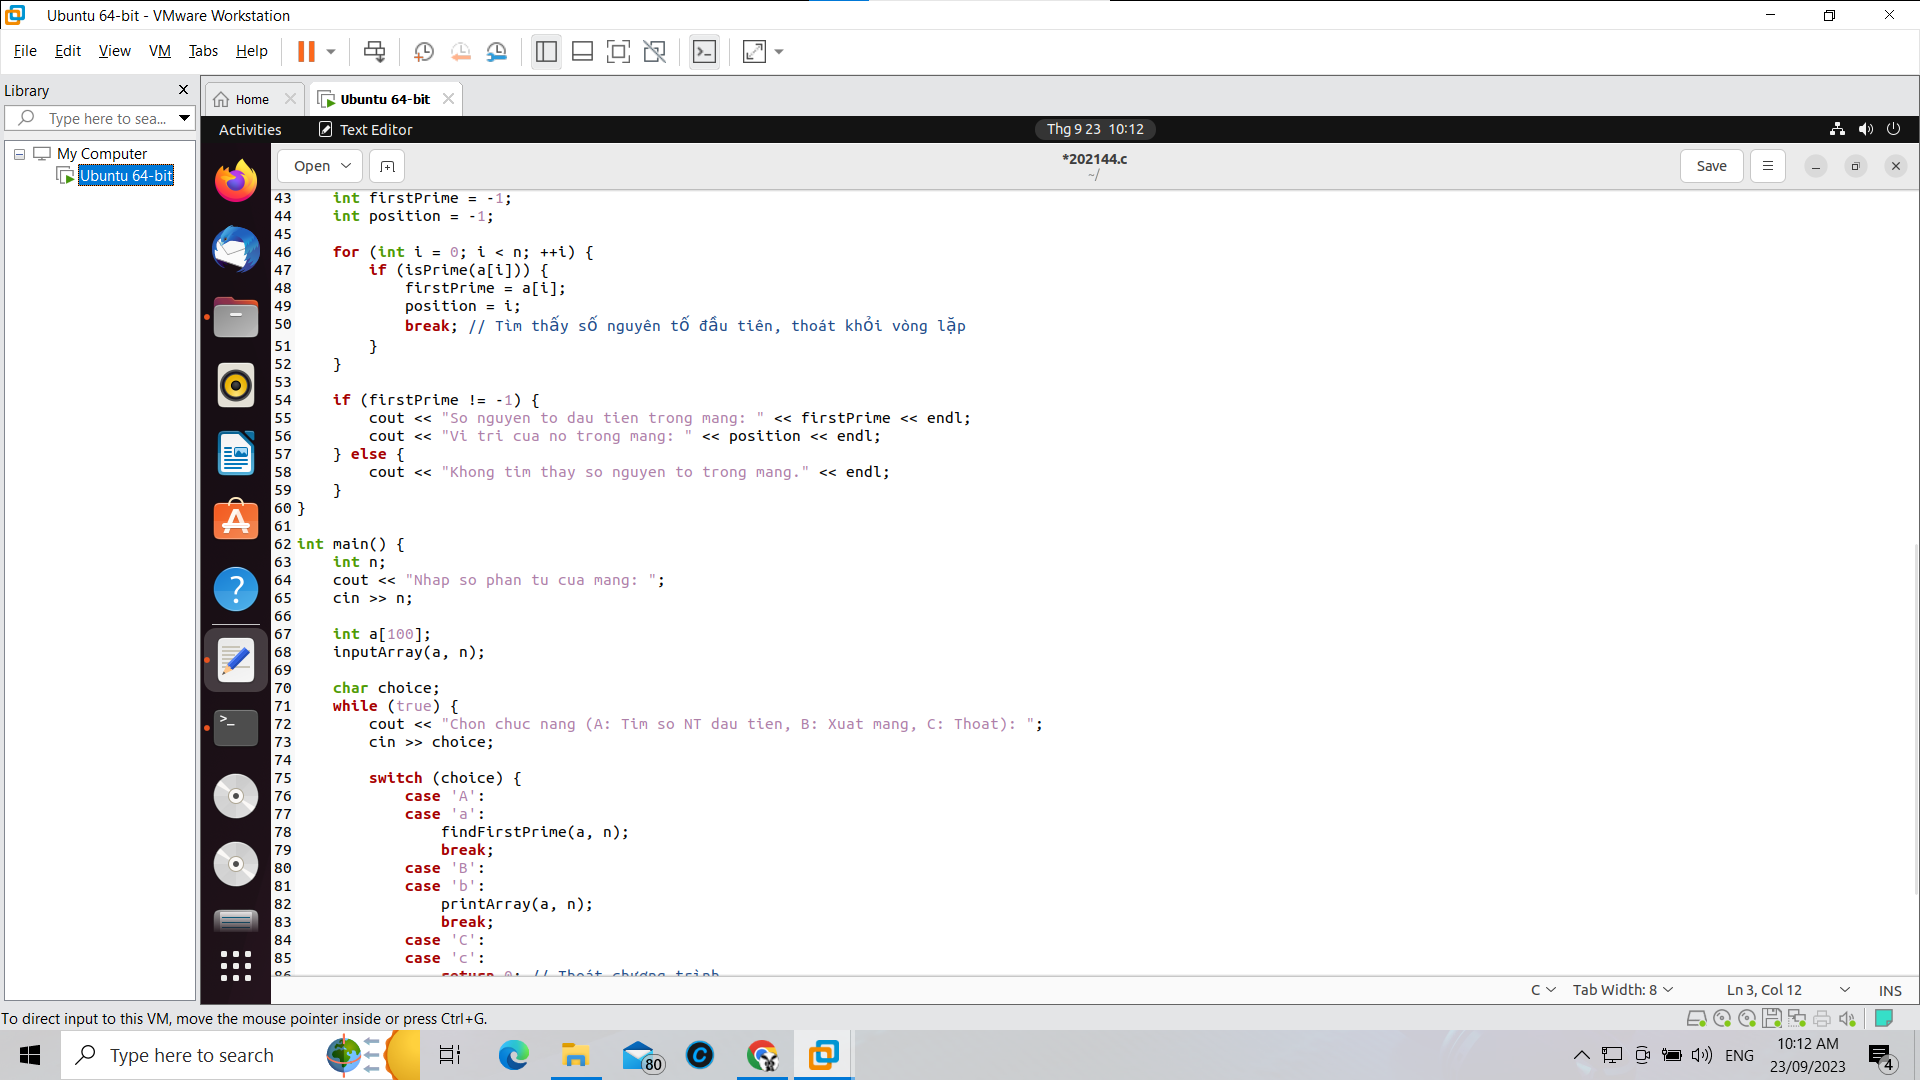 Ubuntu 64-bit - VMware Workstation
File Edit View VM Tabs Help
Library
Type here to sea...
My Computer
Ubuntu 64-bit
Home
Ubuntu 64-bit
Activities Text Editor Thg 9 23 10:12
Open *202144.c Save
~/
43 int firstPrime = -1;
44 int position = -1;
45
46 for (int i = 0; i < n; ++i) {
47 if (isPrime(a[i])) {
48 firstPrime = a[i];
49 position = i;
50 break; // Tìm thấy số nguyên tố đầu tiên, thoát khỏi vòng lặp
51 }
52 }
53
54 if (firstPrime != -1) {
55 cout << "So nguyen to dau tien trong mang: " << firstPrime << endl;
56 cout << "Vi tri cua no trong mang: " << position << endl;
57 } else {
58 cout << "Khong tim thay so nguyen to trong mang." << endl;
59 }
60 }
61
62 int main() {
63 int n;
64 cout << "Nhap so phan tu cua mang: ";
65 cin >> n;
66
67 int a[100];
68 inputArray(a, n);
69
70 char choice;
71 while (true) {
72 cout << "Chon chuc nang (A: Tim so NT dau tien, B: Xuat mang, C: Thoat): ";
73 cin >> choice;
74
75 switch (choice) {
76 case 'A':
77 case 'a':
78 findFirstPrime(a, n);
79 break;
80 case 'B':
81 case 'b':
82 printArray(a, n);
83 break;
84 case 'C':
85 case 'c':
86 return 0; // Thoát chương trình
C Tab Width: 8 Ln 3, Col 12 INS
To direct input to this VM, move the mouse pointer inside or press Ctrl+G.
Type here to search
80
ENG
10:12 AM
23/09/2023
4